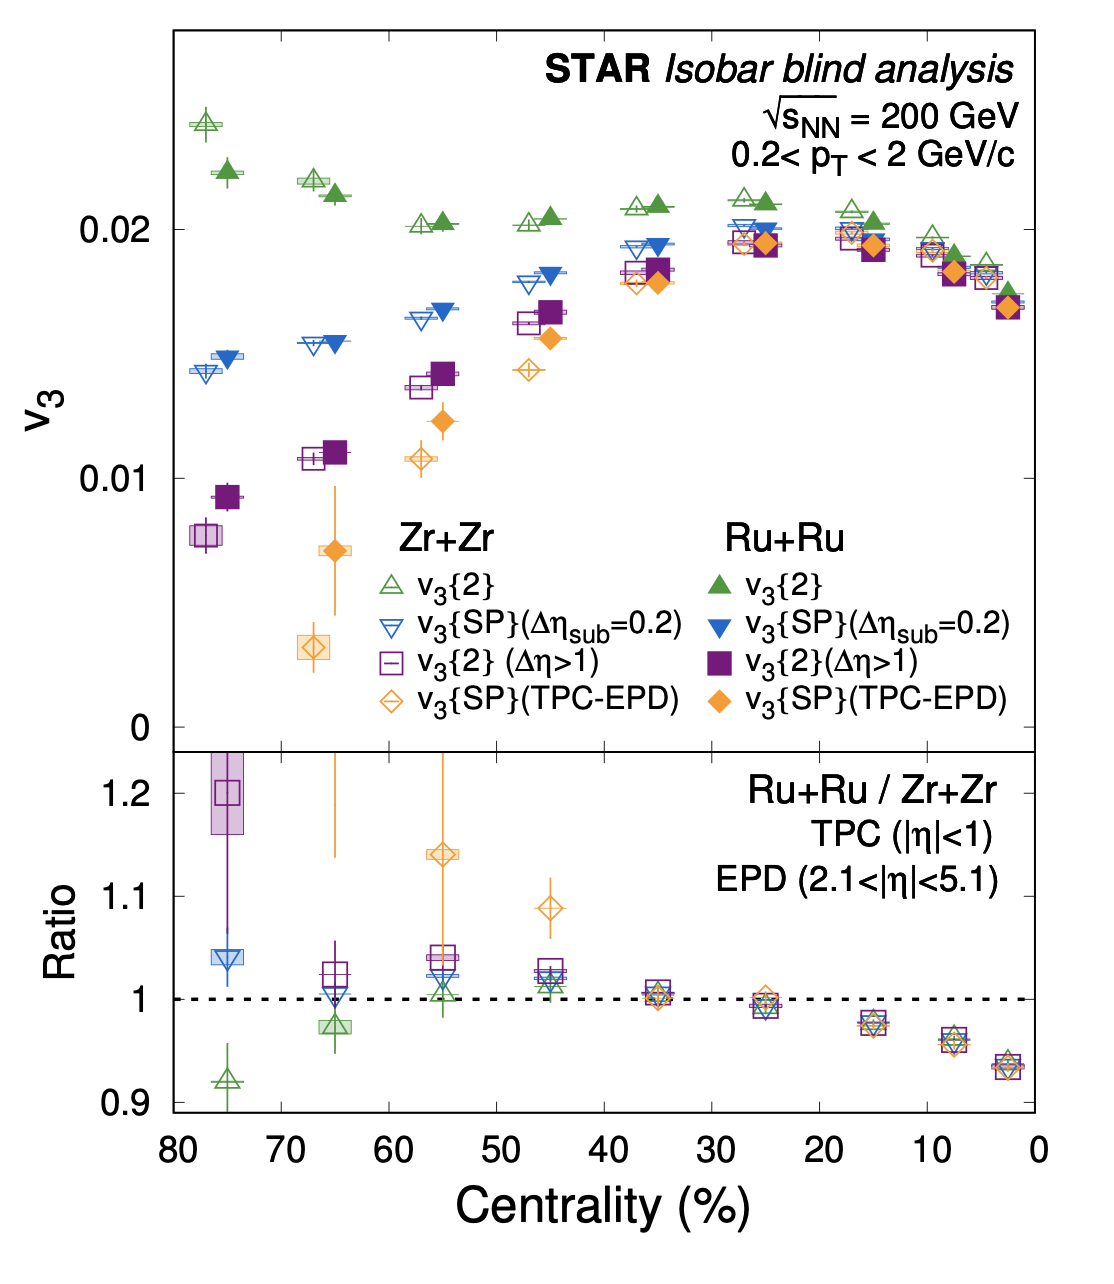 STAR Isobar blind analysis
√sNN = 200 GeV
0.2< pT < 2 GeV/c
0.02
0.01
0
v3
Zr+Zr
v3{2}
v3{SP}(Δηsub=0.2)
v3{2} (Δη>1)
v3{SP}(TPC-EPD)
Ru+Ru
v3{2}
v3{SP}(Δηsub=0.2)
v3{2}(Δη>1)
v3{SP}(TPC-EPD)
Ru+Ru / Zr+Zr
TPC (|η|<1)
EPD (2.1<|η|<5.1)
1.2
1.1
1
0.9
Ratio
80 70 60 50 40 30 20 10 0
Centrality (%)